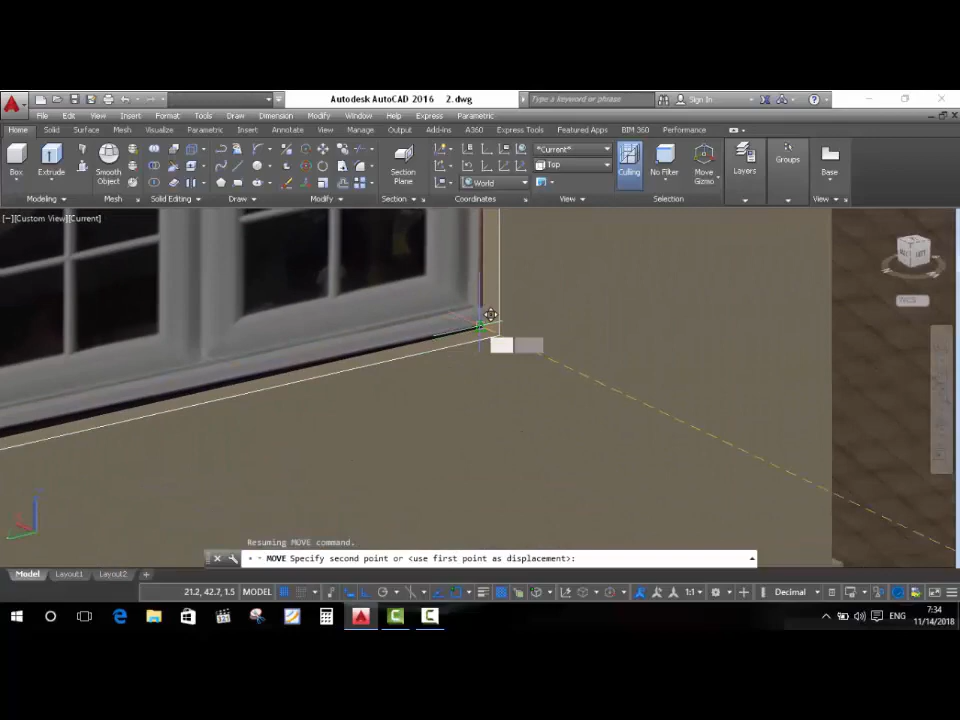 Autodesk AutoCAD 2016 2.dwg
Type a keyword or phrase
Sign In
File Edit View Insert Format Tools Draw Dimension Modify Window Help Express Parametric
Home Solid Surface Mesh Visualize Parametric Insert Annotate View Manage Output Add-ins A360 Express Tools Featured Apps BIM 360 Performance
Box
Extrude
Smooth
Object
Section
Plane
*Current*
Top
World
Culling
No Filter
Move
Gizmo
Layers
Groups
Base
Modeling
Mesh
Solid Editing
Draw
Modify
Section
Coordinates
View
Selection
View
[−][Custom View][Current]
WCS
Resuming MOVE command.
MOVE Specify second point or <use first point as displacement>:
Model Layout1 Layout2 +
21.2, 42.7, 1.5 MODEL
1:1
Decimal
ENG
7:34
11/14/2018